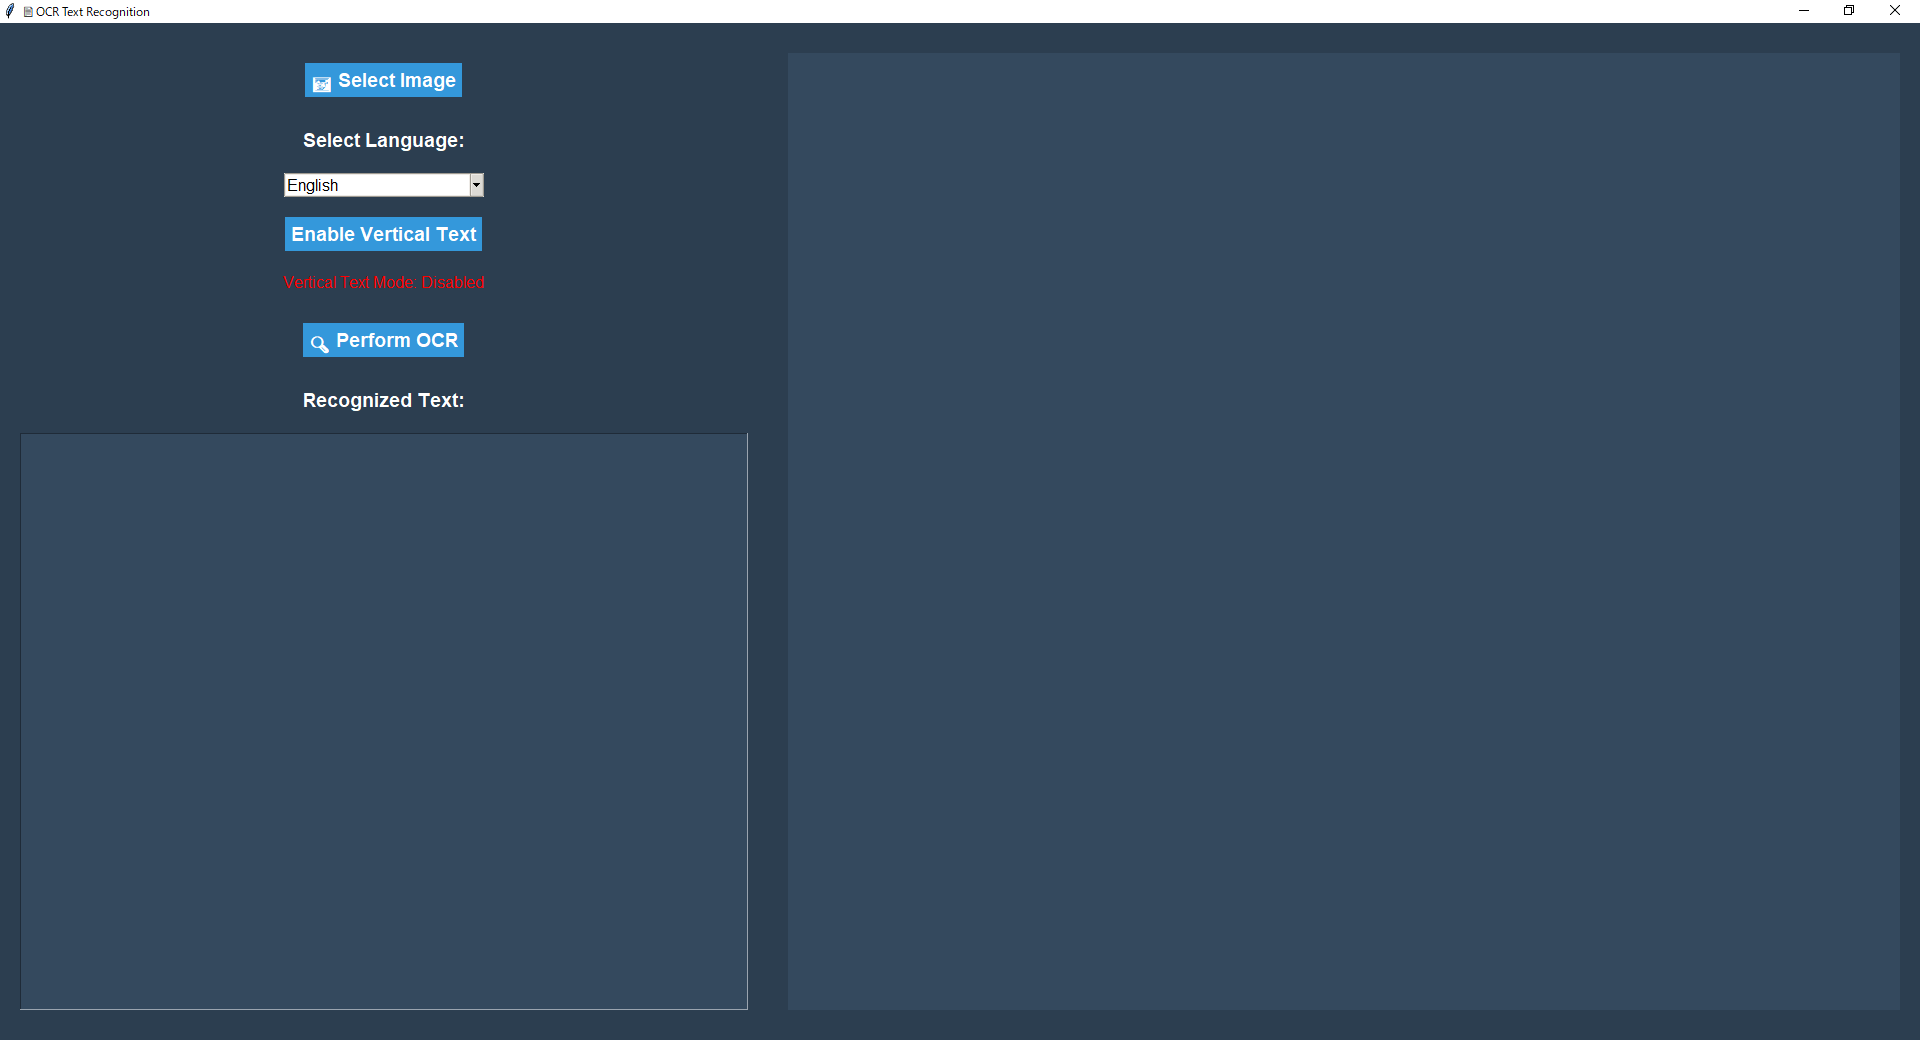 OCR Text Recognition
Select Image
Select Language:
English
Enable Vertical Text
Vertical Text Mode: Disabled
Perform OCR
Recognized Text: